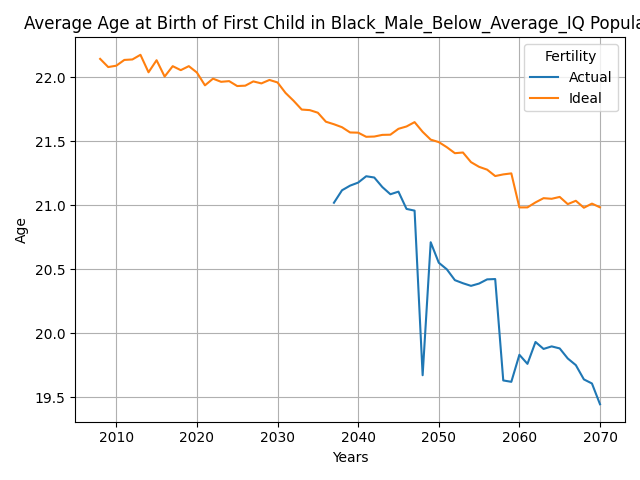 Average Age at Birth of First Child in Black_Male_Below_Average_IQ Popula
Fertility
Actual
Ideal
22.0
21.5
21.0
20.5
20.0
19.5
Age
2010 2020 2030 2040 2050 2060 2070
Years